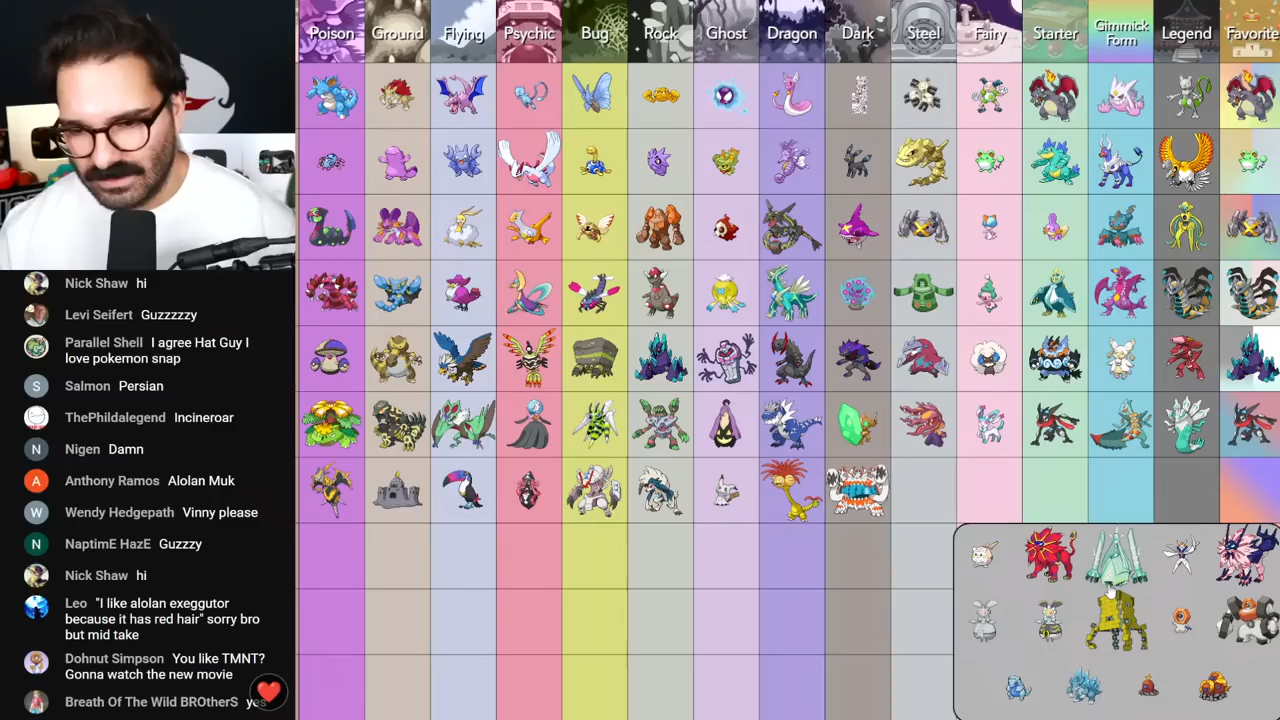 Poison Ground Flying Psychic Bug Rock Ghost Dragon Dark Steel Fairy Starter Gimmick Form Legend Favorite
Nick Shaw hi
Levi Seifert Guzzzzzy
Parallel Shell I agree Hat Guy I
love pokemon snap
Salmon Persian
ThePhildalegend Incineroar
N Nigen Damn
A Anthony Ramos Alolan Muk
W Wendy Hedgepath Vinny please
N NaptimE HazE Guzzzy
Nick Shaw hi
Leo "I like alolan exeggutor
because it has red hair" sorry bro
but mid take
Dohnut Simpson You like TMNT?
Gonna watch the new movie
Breath Of The Wild BROtherS yes